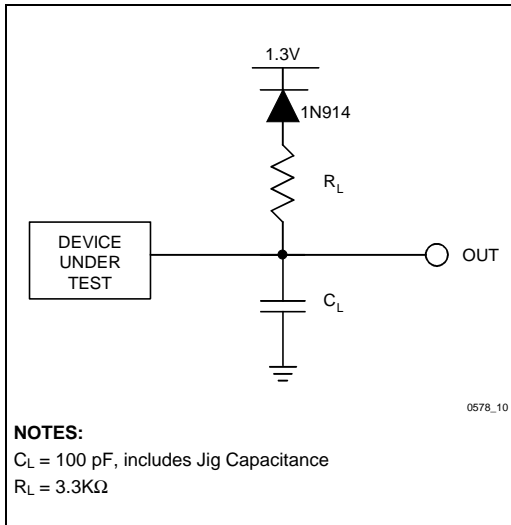 1.3V
1N914
R_L
DEVICE
UNDER
TEST
OUT
C_L
0578_10
NOTES:
C_L = 100 pF, includes Jig Capacitance
R_L = 3.3KΩ